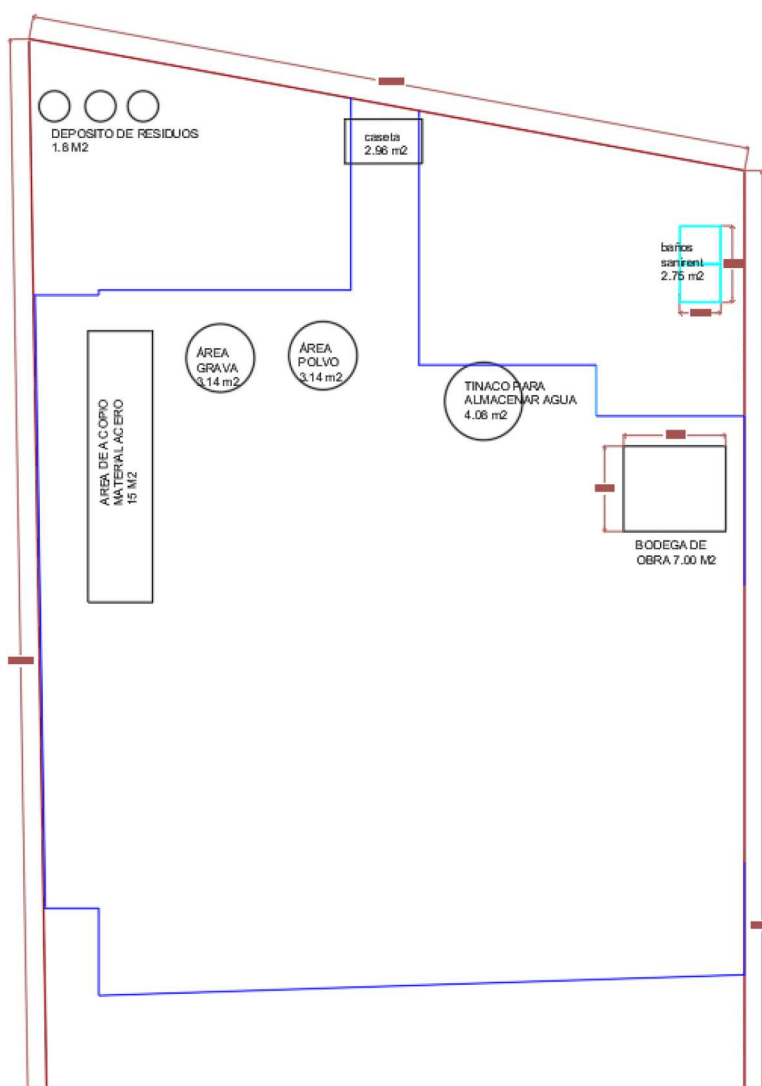 DEPOSITO DE RESIDUOS
1.8 M2
caseta
2.96 m2
baños
sanirent
2.75 m2
ÁREA
GRAVA
3.14 m2
ÁREA
POLVO
3.14 m2
TINACO PARA
ALMACENAR AGUA
4.08 m2
AREA DE ACOPIO
MATERIAL ACERO
15 M2
BODEGA DE
OBRA 7.00 M2